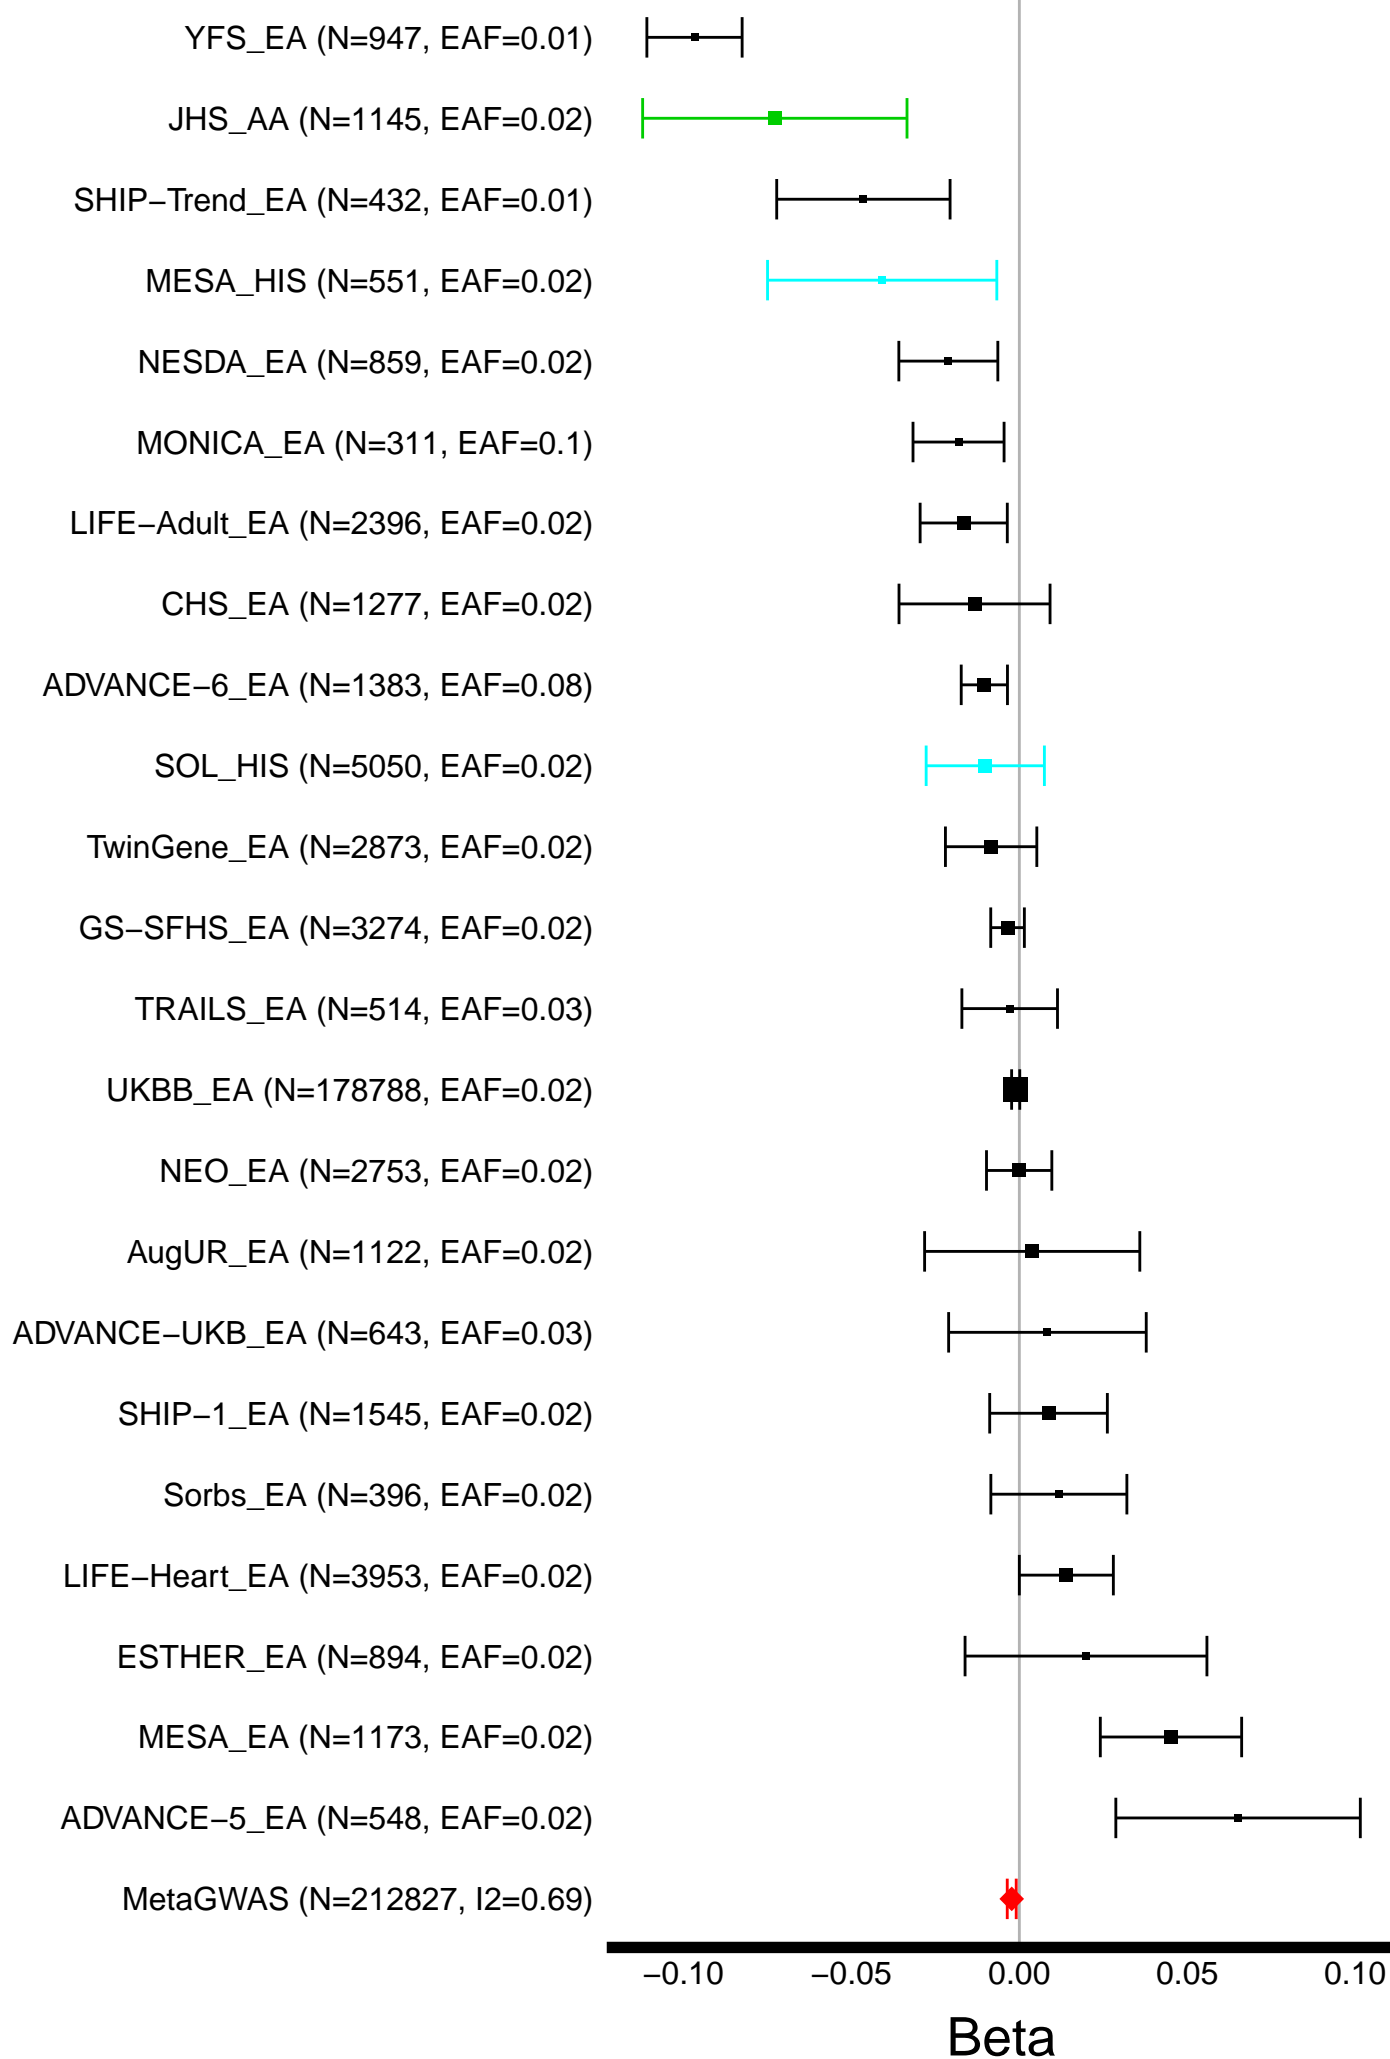 YFS_EA (N=947, EAF=0.01)
JHS_AA (N=1145, EAF=0.02)
SHIP−Trend_EA (N=432, EAF=0.01)
MESA_HIS (N=551, EAF=0.02)
NESDA_EA (N=859, EAF=0.02)
MONICA_EA (N=311, EAF=0.1)
LIFE−Adult_EA (N=2396, EAF=0.02)
CHS_EA (N=1277, EAF=0.02)
ADVANCE−6_EA (N=1383, EAF=0.08)
SOL_HIS (N=5050, EAF=0.02)
TwinGene_EA (N=2873, EAF=0.02)
GS−SFHS_EA (N=3274, EAF=0.02)
TRAILS_EA (N=514, EAF=0.03)
UKBB_EA (N=178788, EAF=0.02)
NEO_EA (N=2753, EAF=0.02)
AugUR_EA (N=1122, EAF=0.02)
ADVANCE−UKB_EA (N=643, EAF=0.03)
SHIP−1_EA (N=1545, EAF=0.02)
Sorbs_EA (N=396, EAF=0.02)
LIFE−Heart_EA (N=3953, EAF=0.02)
ESTHER_EA (N=894, EAF=0.02)
MESA_EA (N=1173, EAF=0.02)
ADVANCE−5_EA (N=548, EAF=0.02)
MetaGWAS (N=212827, I2=0.69)
−0.10 −0.05 0.00 0.05 0.10
Beta